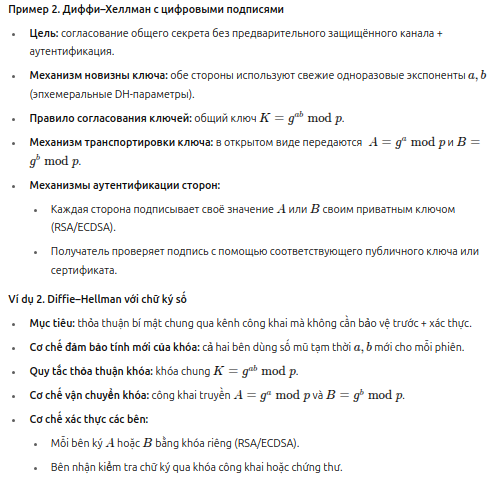 Пример 2. Диффи–Хеллман с цифровыми подписями
• Цель: согласование общего секрета без предварительного защищённого канала +
аутентификация.
• Механизм новизны ключа: обе стороны используют свежие одноразовые экспоненты a, b
(эпхемеральные DH-параметры).
• Правило согласования ключей: общий ключ K = g^{ab} mod p.
• Механизм транспортировки ключа: в открытом виде передаются A = g^a mod p и B =
g^b mod p.
• Механизмы аутентификации сторон:
• Каждая сторона подписывает своё значение A или B своим приватным ключом
(RSA/ECDSA).
• Получатель проверяет подпись с помощью соответствующего публичного ключа или
сертификата.
Ví dụ 2. Diffie–Hellman với chữ ký số
• Mục tiêu: thỏa thuận bí mật chung qua kênh công khai mà không cần bảo vệ trước + xác thực.
• Cơ chế đảm bảo tính mới của khóa: cả hai bên dùng số mũ tạm thời a, b mới cho mỗi phiên.
• Quy tắc thỏa thuận khóa: khóa chung K = g^{ab} mod p.
• Cơ chế vận chuyển khóa: công khai truyền A = g^a mod p và B = g^b mod p.
• Cơ chế xác thực các bên:
• Mỗi bên ký A hoặc B bằng khóa riêng (RSA/ECDSA).
• Bên nhận kiểm tra chữ ký qua khóa công khai hoặc chứng thư.